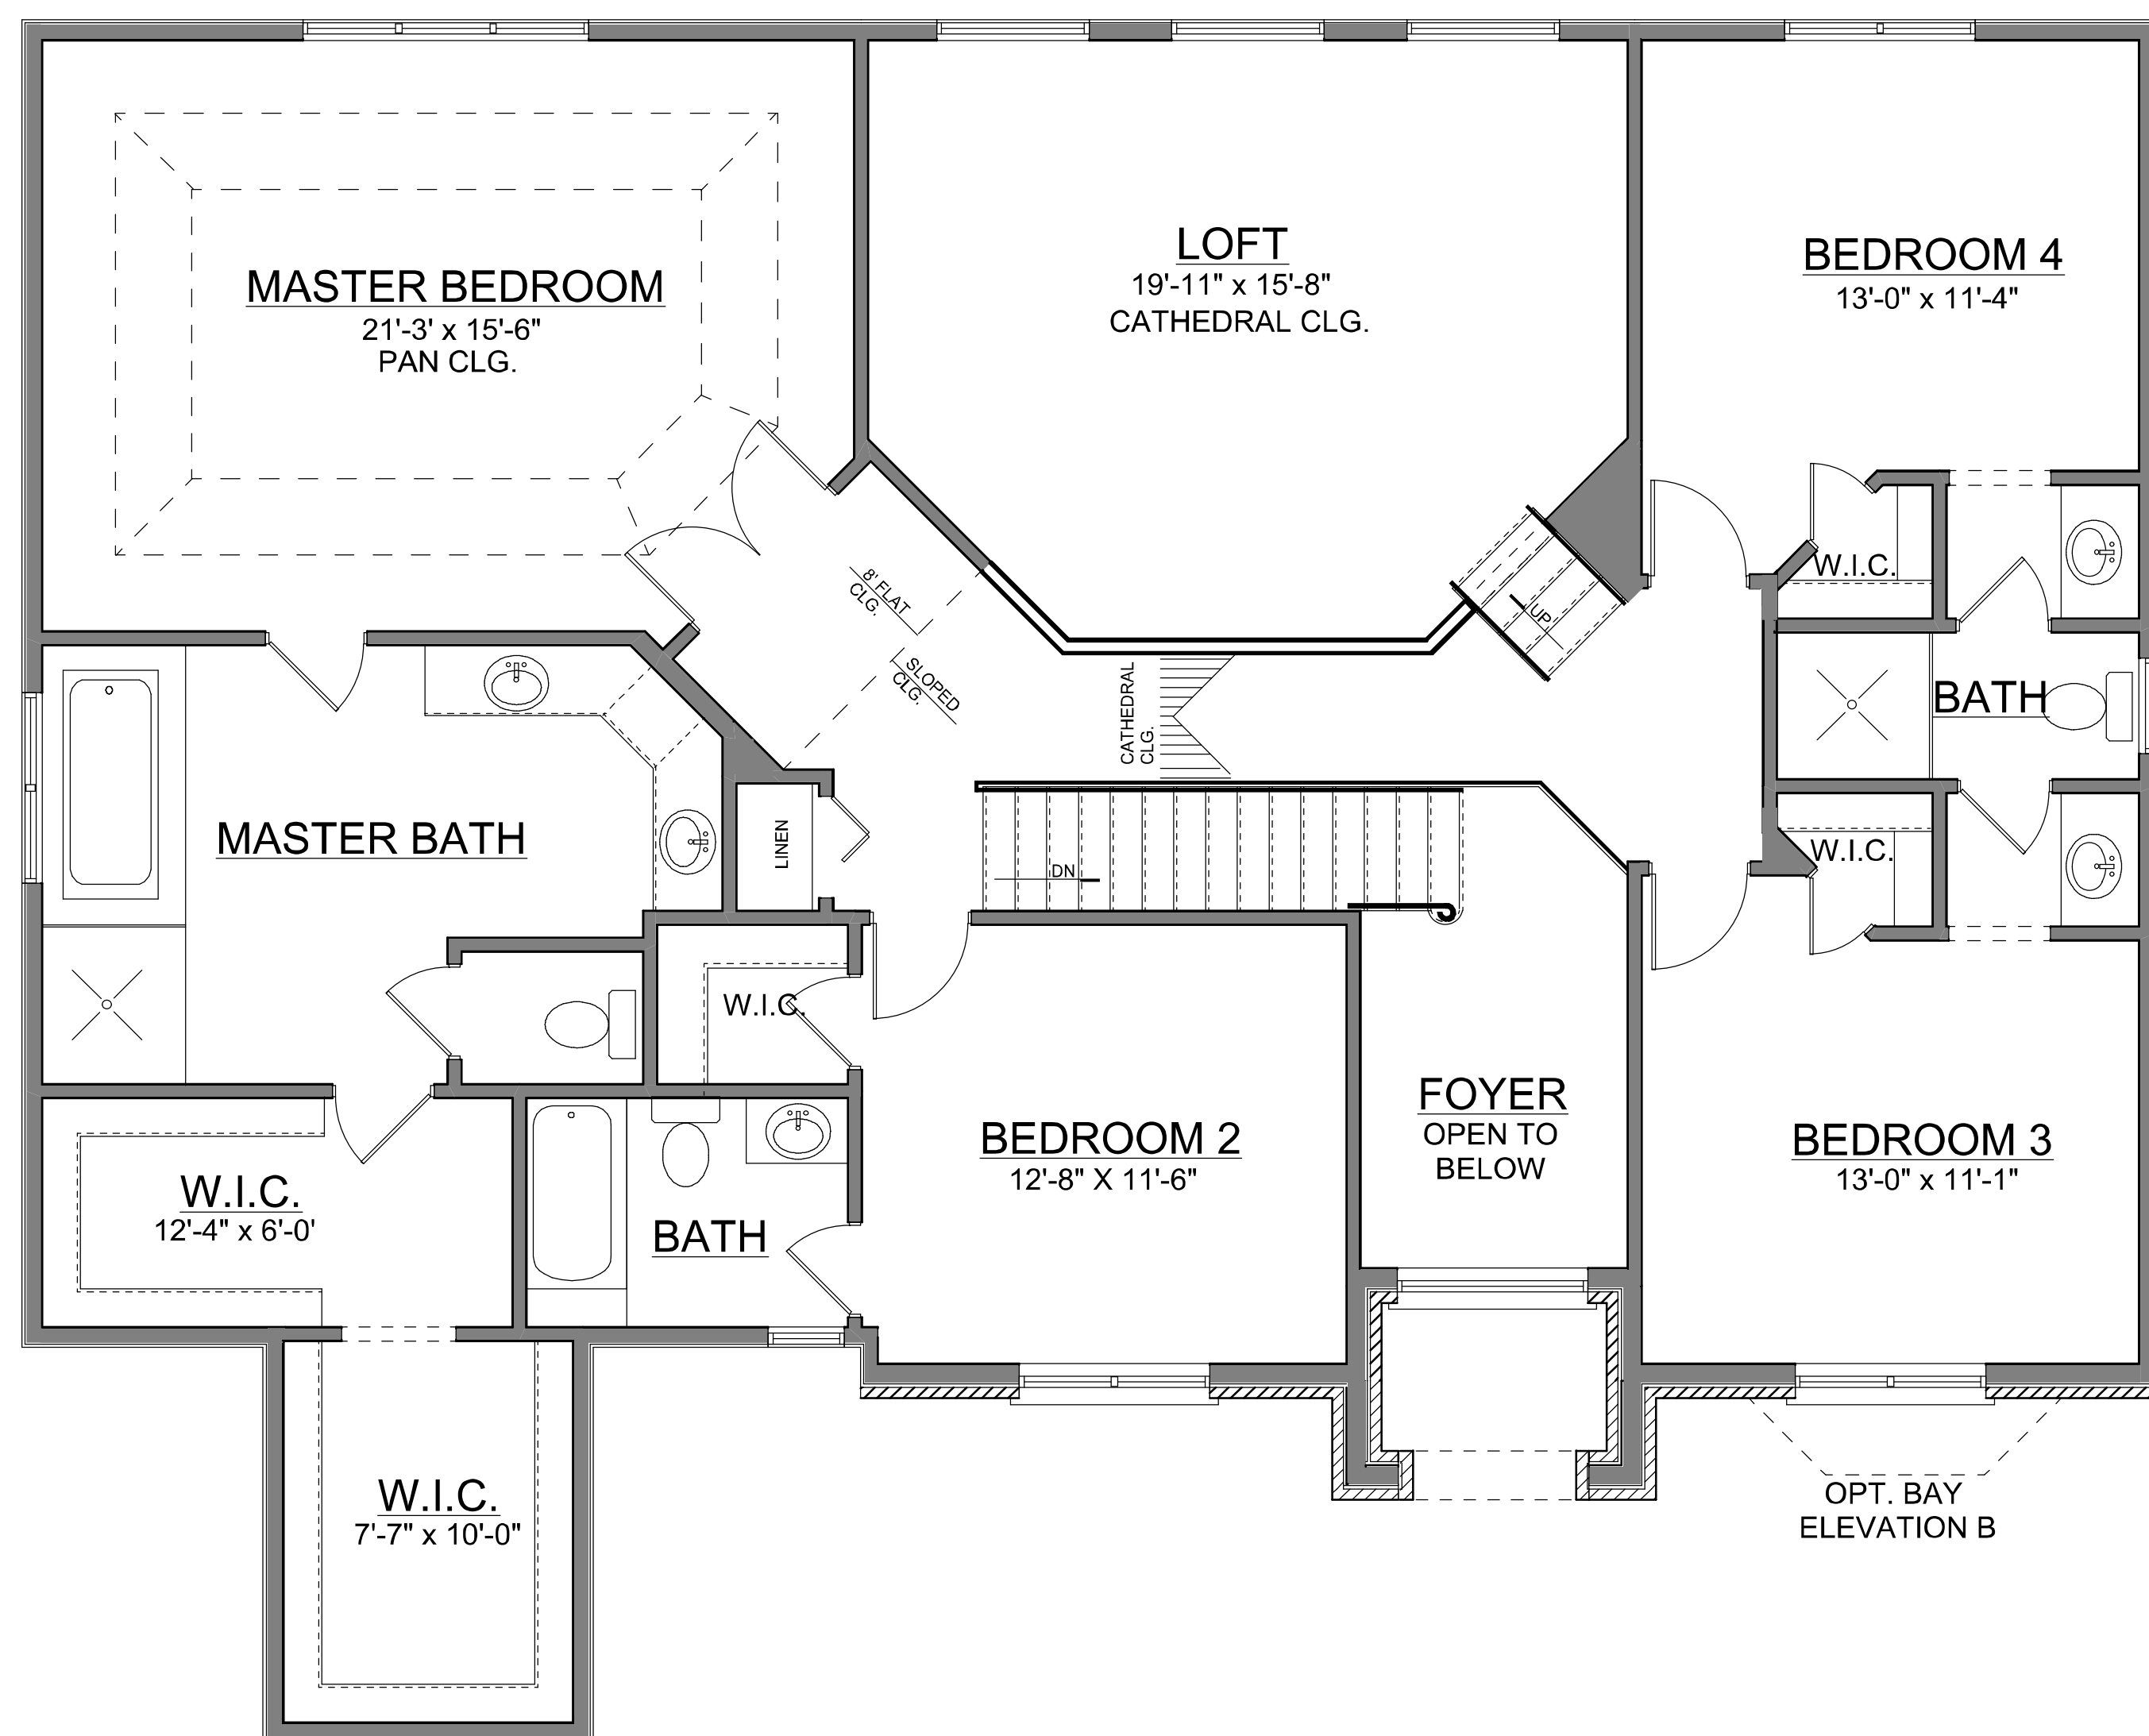 LOFT
19'-11" x 15'-8"
CATHEDRAL CLG.
BEDROOM 4
13'-0" x 11'-4"
MASTER BEDROOM
21'-3' x 15'-6"
PAN CLG.
8' FLAT
CLG.
SLOPED
CLG.
CATHEDRAL
CLG.
UP
W.I.C.
BATH
MASTER BATH
LINEN
DN
W.I.C.
W.I.C.
FOYER
OPEN TO
BELOW
BEDROOM 2
12'-8" X 11'-6"
BEDROOM 3
13'-0" x 11'-1"
W.I.C.
12'-4" x 6'-0'
BATH
W.I.C.
7'-7" x 10'-0"
OPT. BAY
ELEVATION B